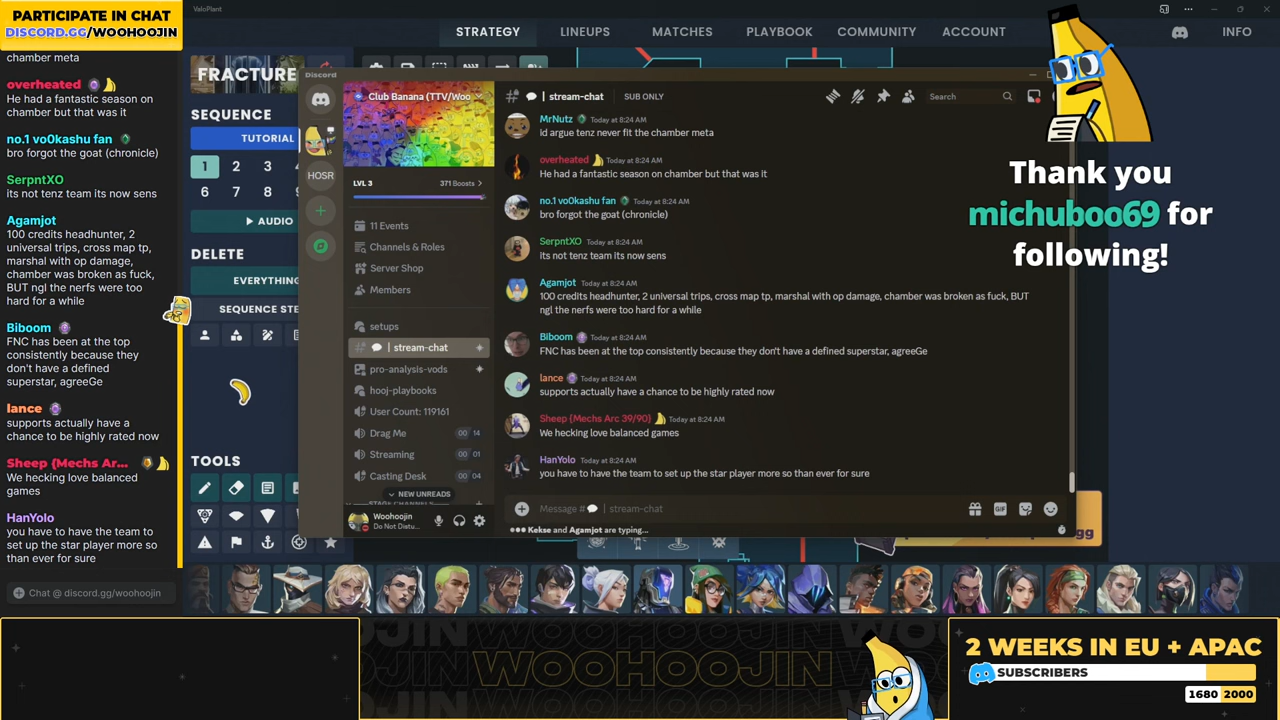 PARTICIPATE IN CHAT
DISCORD.GG/WOOHOOJIN
chamber meta
overheated
He had a fantastic season on
chamber but that was it
no.1 vo0kashu fan
bro forgot the goat (chronicle)
SerpntXO
its not tenz team its now sens
Agamjot
100 credits headhunter, 2
universal trips, cross map tp,
marshal with op damage,
chamber was broken as fuck,
BUT ngl the nerfs were too
hard for a while
Biboom
FNC has been at the top
consistently because they
don't have a defined
superstar, agreeGe
lance
supports actually have a
chance to be highly rated now
Sheep {Mechs Ar...
We hecking love balanced
games
HanYolo
you have to have the team to
set up the star player more so
than ever for sure
Chat @ discord.gg/woohoojin
ValoPlant
STRATEGY
LINEUPS
MATCHES
PLAYBOOK
COMMUNITY
ACCOUNT
INFO
FRACTURE
SEQUENCE
TUTORIAL
1 2 3
6 7 8
AUDIO
DELETE
EVERYTHING
SEQUENCE STE
TOOLS
Discord
HOSR
Club Banana (TTV/Woo
LVL 3
371 Boosts
11 Events
Channels & Roles
Server Shop
Members
setups
stream-chat
pro-analysis-vods
hooj-playbooks
User Count: 119161
Drag Me
00 14
Streaming
00 01
Casting Desk
00 04
NEW UNREADS
Woohoojin
Do Not Distu...
stream-chat
SUB ONLY
Search
MrNutz Today at 8:24 AM
Id argue tenz never fit the chamber meta
overheated Today at 8:24 AM
He had a fantastic season on chamber but that was it
no.1 vo0kashu fan Today at 8:24 AM
bro forgot the goat (chronicle)
SerpntXO Today at 8:24 AM
its not tenz team its now sens
Agamjot Today at 8:24 AM
100 credits headhunter, 2 universal trips, cross map tp, marshal with op damage, chamber was broken as fuck, BUT
ngl the nerfs were too hard for a while
Biboom Today at 8:24 AM
FNC has been at the top consistently because they don't have a defined superstar, agreeGe
lance Today at 8:24 AM
supports actually have a chance to be highly rated now
Sheep {Mechs Arc 39/90} Today at 8:24 AM
We hecking love balanced games
HanYolo Today at 8:24 AM
you have to have the team to set up the star player more so than ever for sure
Message # stream-chat
GIF
Kekse and Agamjot are typing...
gg
Thank you
michuboo69 for
following!
WOOHOOJIN
2 WEEKS IN EU + APAC
SUBSCRIBERS
1680 2000